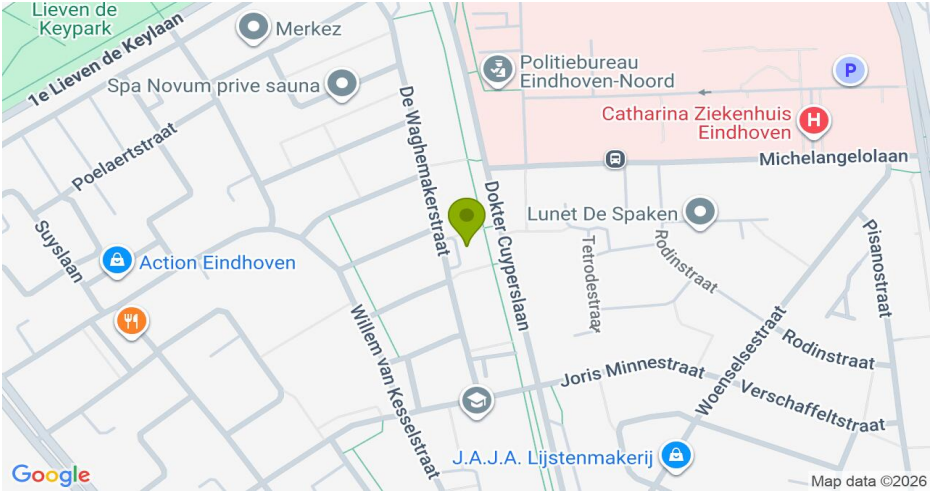 Lieven de
Keypark
Merkez
1e Lieven de Keylaan
Spa Novum prive sauna
Politiebureau
Eindhoven-Noord
P
Catharina Ziekenhuis
Eindhoven
H
Michelangelolaan
De Waghemakerstraat
Poelaertstraat
Dokter Cuyperslaan
Lunet De Spaken
Suyslaan
Action Eindhoven
Tetrodestraat
Rodinstraat
Pisanostraat
Willem van Kesselstraat
Rodinstraat
Woenselsestraat
Joris Minnestraat
Verschaffeltstraat
J.A.J.A. Lijstenmakerij
Google
Map data ©2026